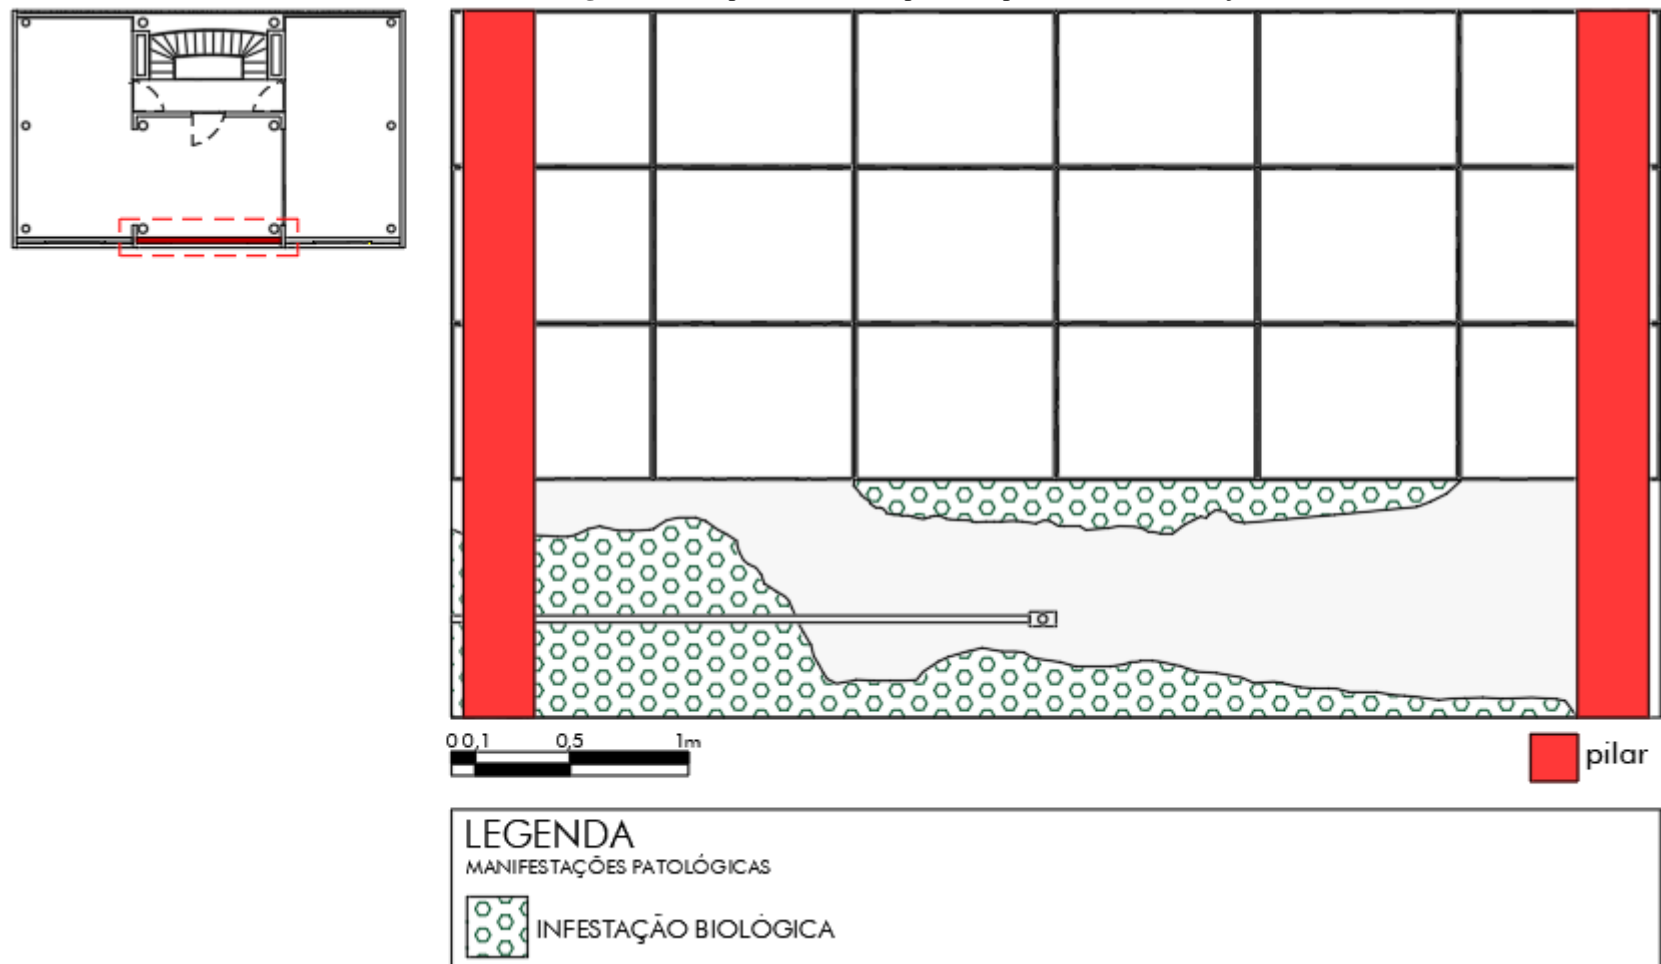 0 0,1 0,5 1m
pilar
LEGENDA
MANIFESTAÇÕES PATOLÓGICAS
INFESTAÇÃO BIOLÓGICA